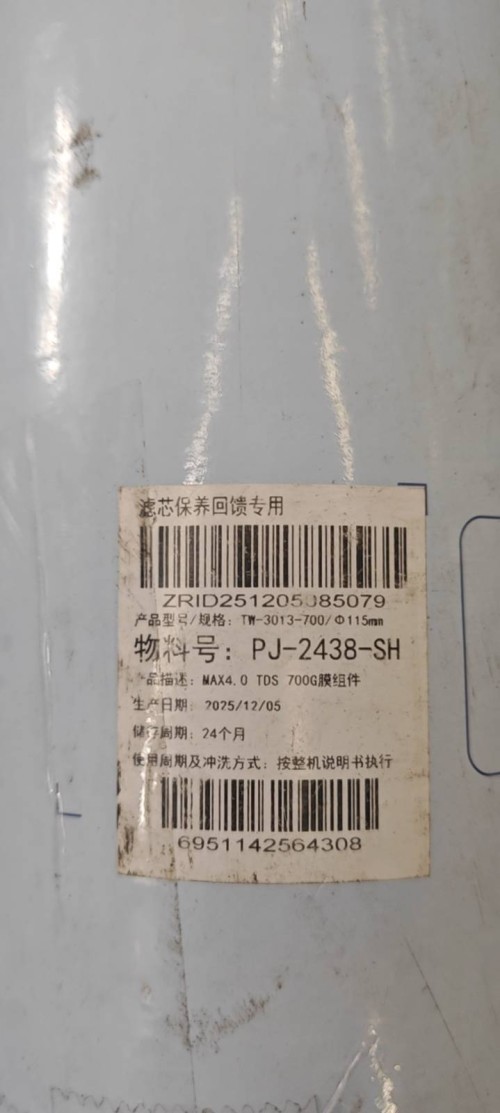 滤芯保养回馈专用
ZRID251205085079
产品型号/规格：TW-3013-700/Φ115mm
物料号：PJ-2438-SH
品描述：MAX4.0 TDS 700G膜组件
生产日期：2025/12/05
储存周期：24个月
使用周期及冲洗方式：按整机说明书执行
6951142564308